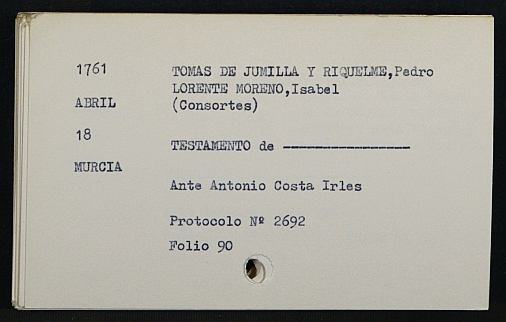 1761 TOMAS DE JUMILLA Y RIQUELME,Pedro
LORENTE MORENO,Isabel
ABRIL (Consortes)
18
TESTAMENTO de ----------------
MURCIA
Ante Antonio Costa Irles
Protocolo Nº 2692
Folio 90